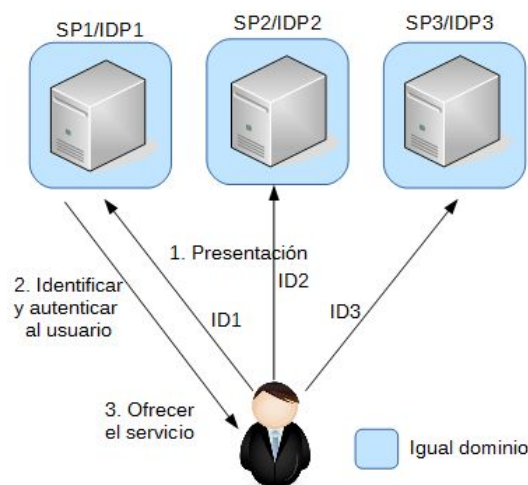 SP1/IDP1
SP2/IDP2
SP3/IDP3
1. Presentación
2. Identificar
y autenticar
al usuario
ID1
ID2
ID3
3. Ofrecer
el servicio
Igual dominio